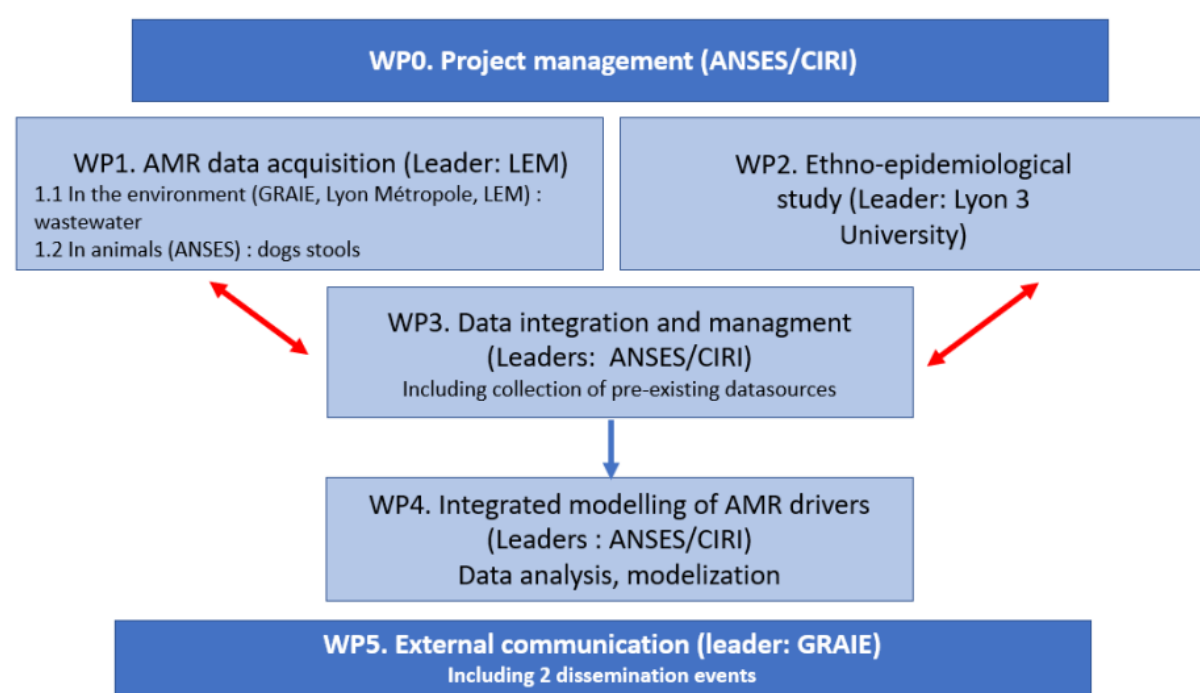 WP0. Project management (ANSES/CIRI)
WP1. AMR data acquisition (Leader: LEM)
1.1 In the environment (GRAIE, Lyon Métropole, LEM) :
wastewater
1.2 In animals (ANSES) : dogs stools
WP2. Ethno-epidemiological
study (Leader: Lyon 3
University)
WP3. Data integration and managment
(Leaders: ANSES/CIRI)
Including collection of pre-existing datasources
WP4. Integrated modelling of AMR drivers
(Leaders : ANSES/CIRI)
Data analysis, modelization
WP5. External communication (leader: GRAIE)
Including 2 dissemination events